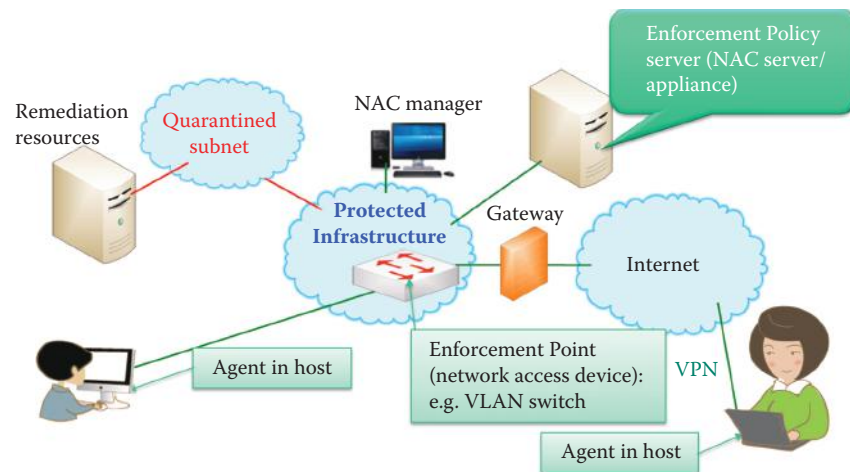 Enforcement Policy
server (NAC server/
appliance)
NAC manager
Remediation
resources
Quarantined
subnet
Protected
Infrastructure
Gateway
Internet
Enforcement Point
(network access device):
e.g. VLAN switch
VPN
Agent in host
Agent in host